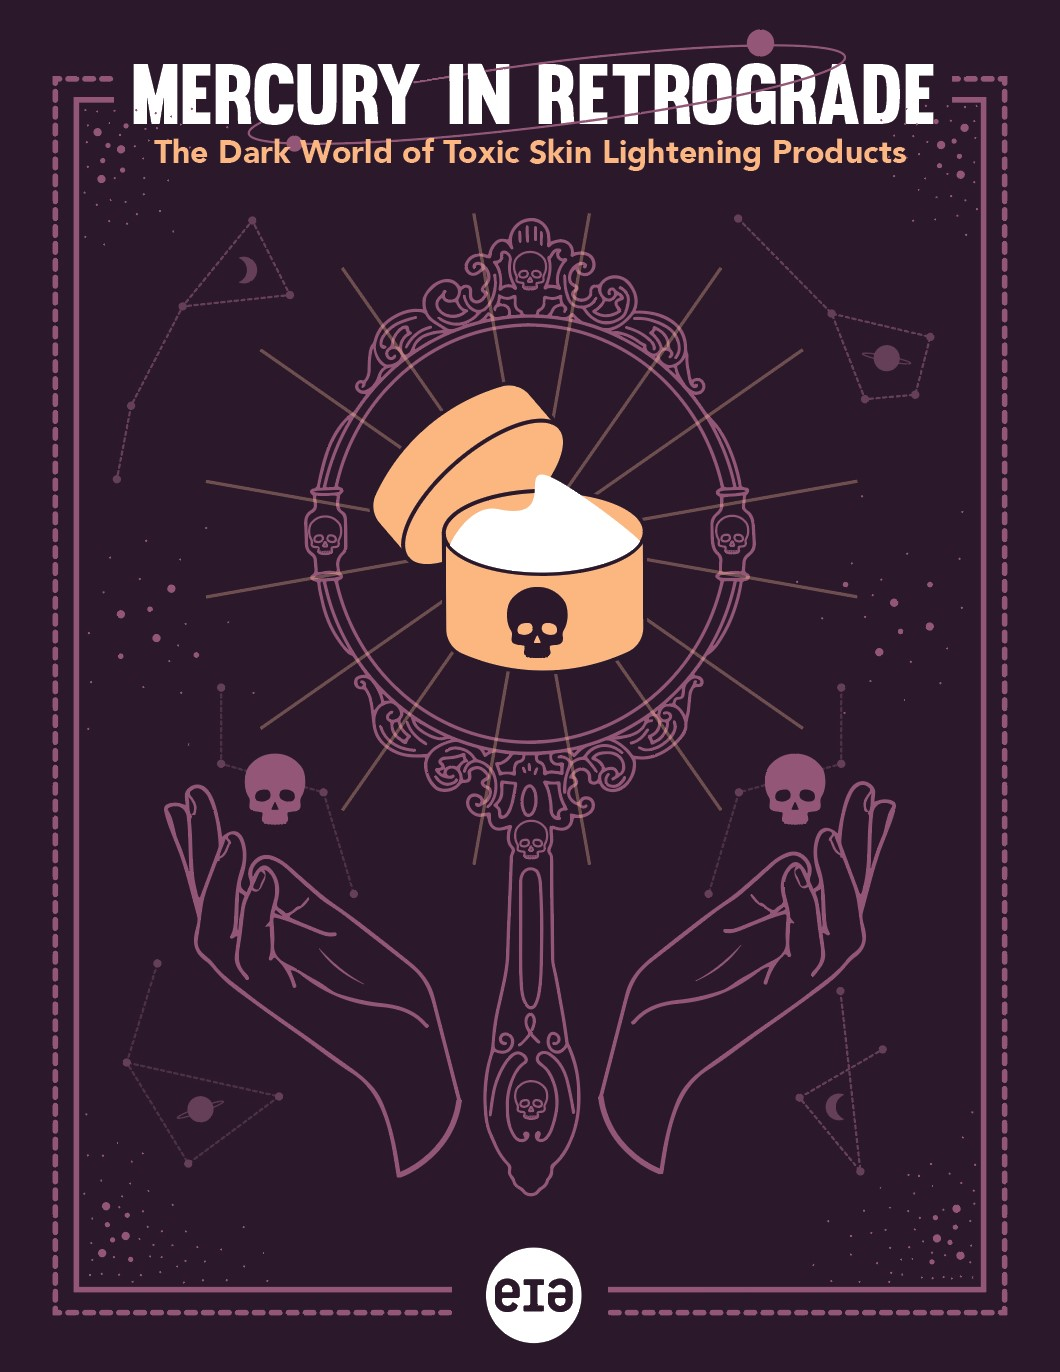 MERCURY IN RETROGRADE
The Dark World of Toxic Skin Lightening Products
eia